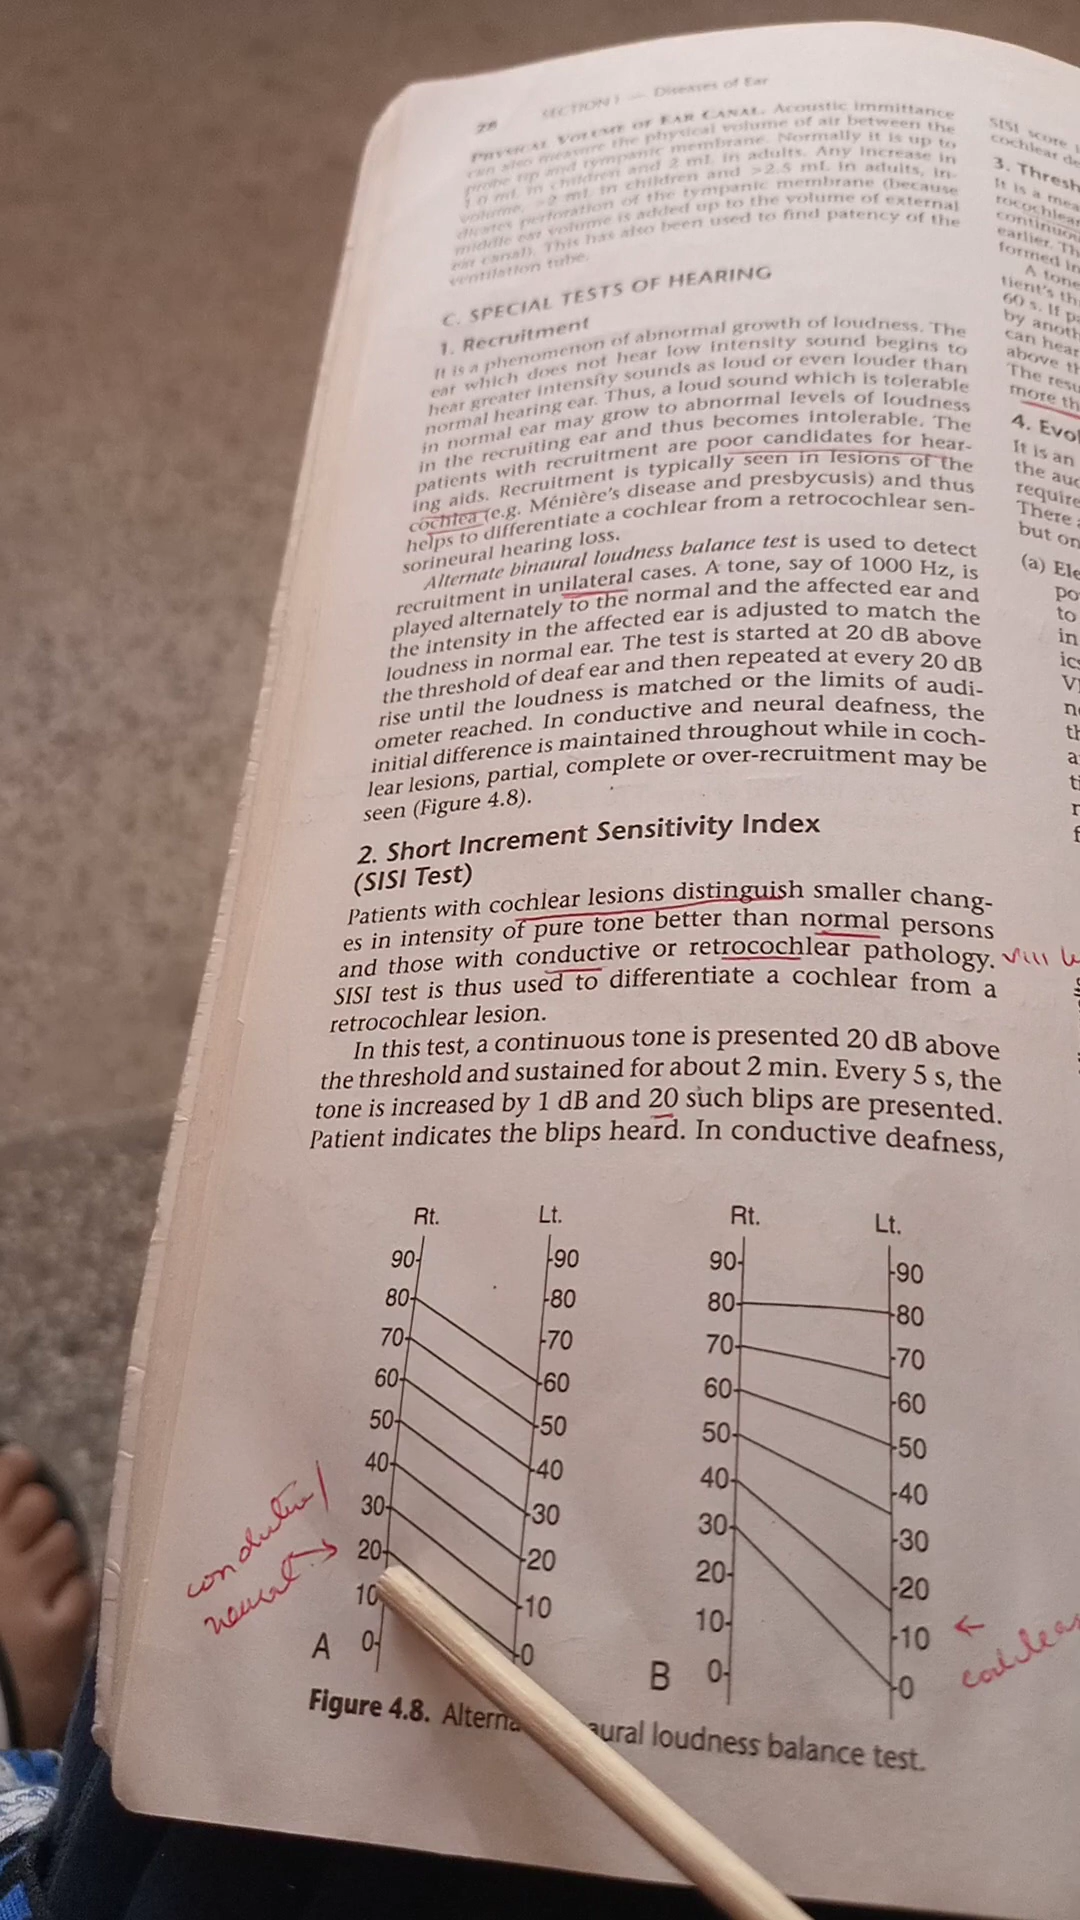 28
SECTION I — Diseases of Ear
PHYSICAL VOLUME OF EAR CANAL. Acoustic immittance
can also measure the physical volume of air between the
probe tip and tympanic membrane. Normally it is up to
1.0 mL in children and 2 mL in adults. Any increase in
volume, >2 mL in children and >2.5 mL in adults, in-
dicates perforation of the tympanic membrane (because
middle ear volume is added up to the volume of external
ear canal). This has also been used to find patency of the
ventilation tube.
C. SPECIAL TESTS OF HEARING
1. Recruitment
It is a phenomenon of abnormal growth of loudness. The
ear which does not hear low intensity sound begins to
hear greater intensity sounds as loud or even louder than
normal hearing ear. Thus, a loud sound which is tolerable
in normal ear may grow to abnormal levels of loudness
in the recruiting ear and thus becomes intolerable. The
patients with recruitment are poor candidates for hear-
ing aids. Recruitment is typically seen in lesions of the
cochlea (e.g. Ménière's disease and presbycusis) and thus
helps to differentiate a cochlear from a retrocochlear sen-
sorineural hearing loss.
Alternate binaural loudness balance test is used to detect
recruitment in unilateral cases. A tone, say of 1000 Hz, is
played alternately to the normal and the affected ear and
the intensity in the affected ear is adjusted to match the
loudness in normal ear. The test is started at 20 dB above
the threshold of deaf ear and then repeated at every 20 dB
rise until the loudness is matched or the limits of audi-
ometer reached. In conductive and neural deafness, the
initial difference is maintained throughout while in coch-
lear lesions, partial, complete or over-recruitment may be
seen (Figure 4.8).
2. Short Increment Sensitivity Index
(SISI Test)
Patients with cochlear lesions distinguish smaller chang-
es in intensity of pure tone better than normal persons
and those with conductive or retrocochlear pathology.
SISI test is thus used to differentiate a cochlear from a
retrocochlear lesion.
In this test, a continuous tone is presented 20 dB above
the threshold and sustained for about 2 min. Every 5 s, the
tone is increased by 1 dB and 20 such blips are presented.
Patient indicates the blips heard. In conductive deafness,
Rt. Lt. Rt. Lt.
90 90 90 90
80 80 80 80
70 70 70 70
60 60 60 60
50 50 50 50
40 40 40 40
30 30 30 30
20 20 20 20
10 10 10 10
A 0 0 B 0 0
neural
Figure 4.8. Alterna aural loudness balance test.
SISI score
cochlear de
3. Thresh
It is a mea
rocochlear
continuou
earlier. Th
formed in
A tone
tient's th
60 s. If p
by anoth
can hear
above th
The resu
more th
4. Evo
It is an
the aud
require
There
but on
(a) Ele
po
to
in
ics